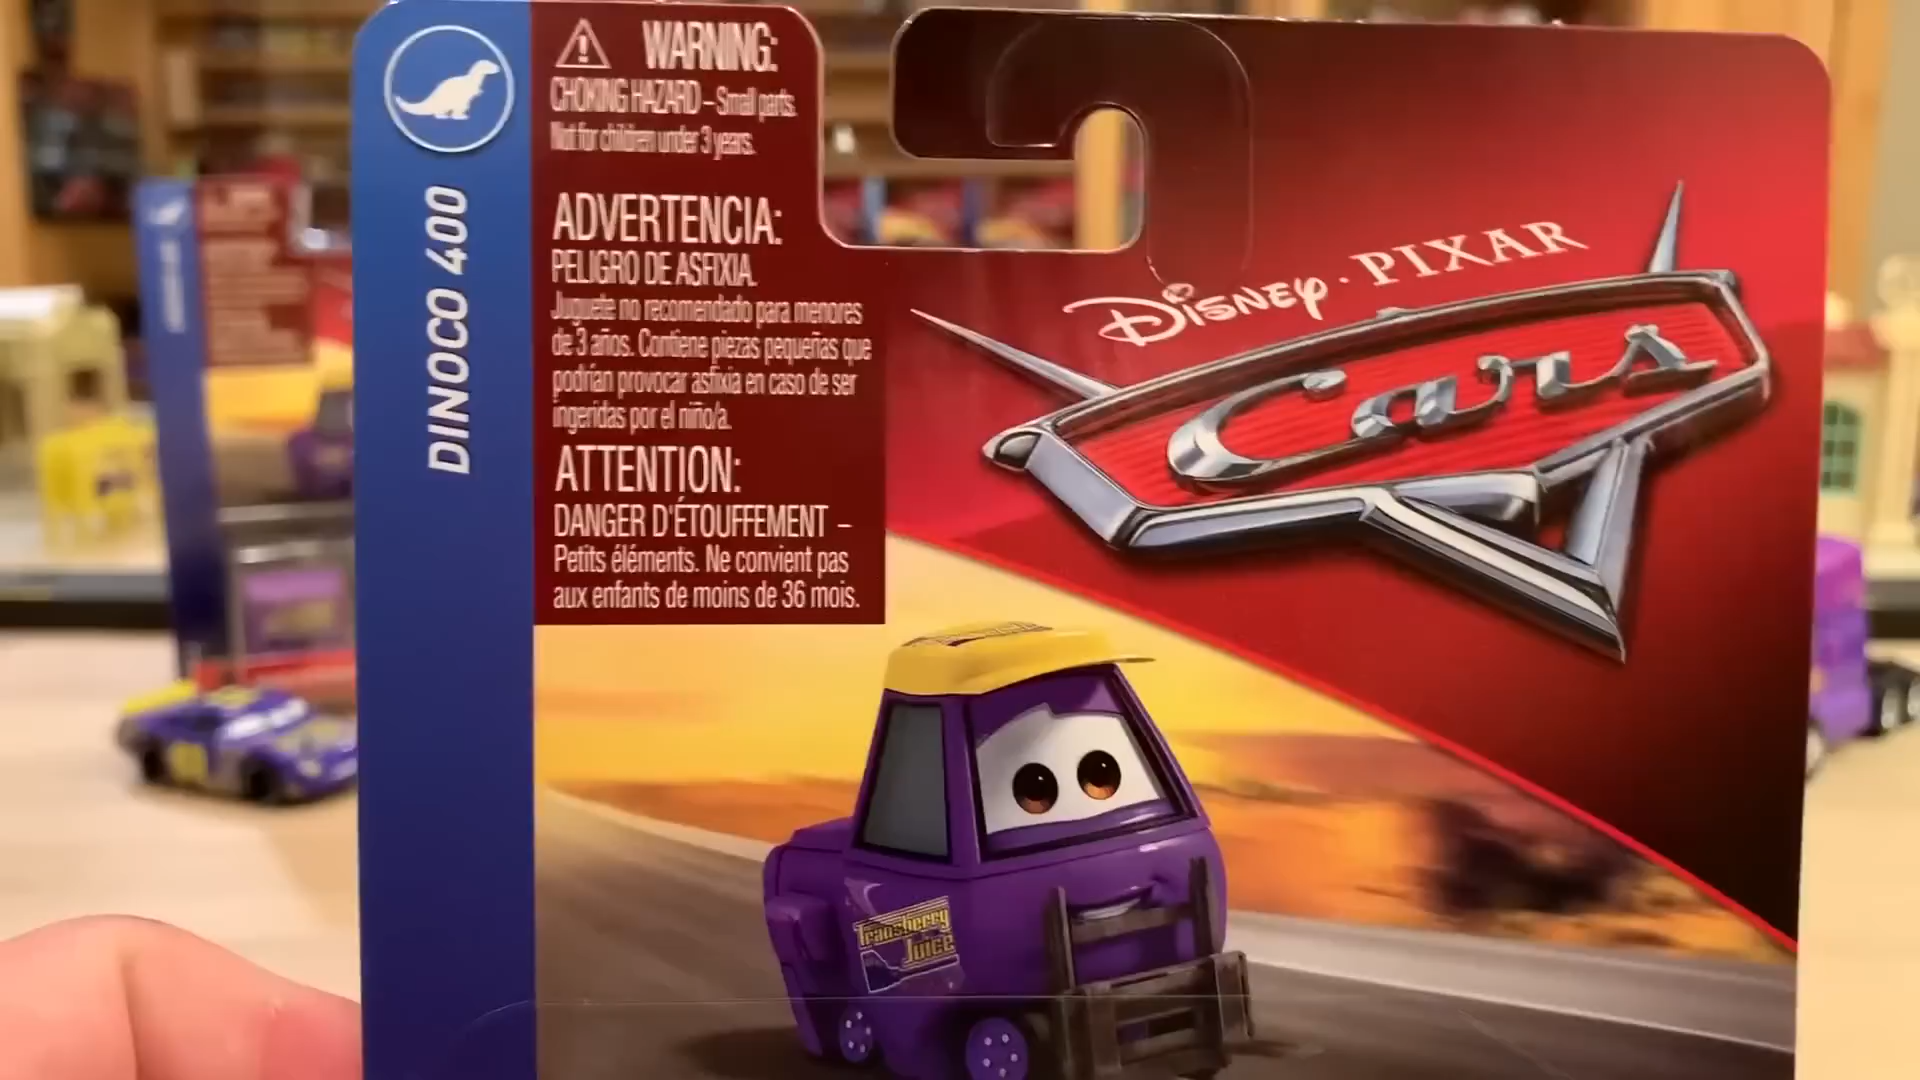 DINOCO 400
WARNING:
CHOKING HAZARD – Small parts.
Not for children under 3 years.
ADVERTENCIA:
PELIGRO DE ASFIXIA.
Juguete no recomendado para menores
de 3 años. Contiene piezas pequeñas que
podrían provocar asfixia en caso de ser
ingeridas por el niño/a.
ATTENTION:
DANGER D'ÉTOUFFEMENT –
Petits éléments. Ne convient pas
aux enfants de moins de 36 mois.
DISNEY · PIXAR
Cars
Transberry
Juice